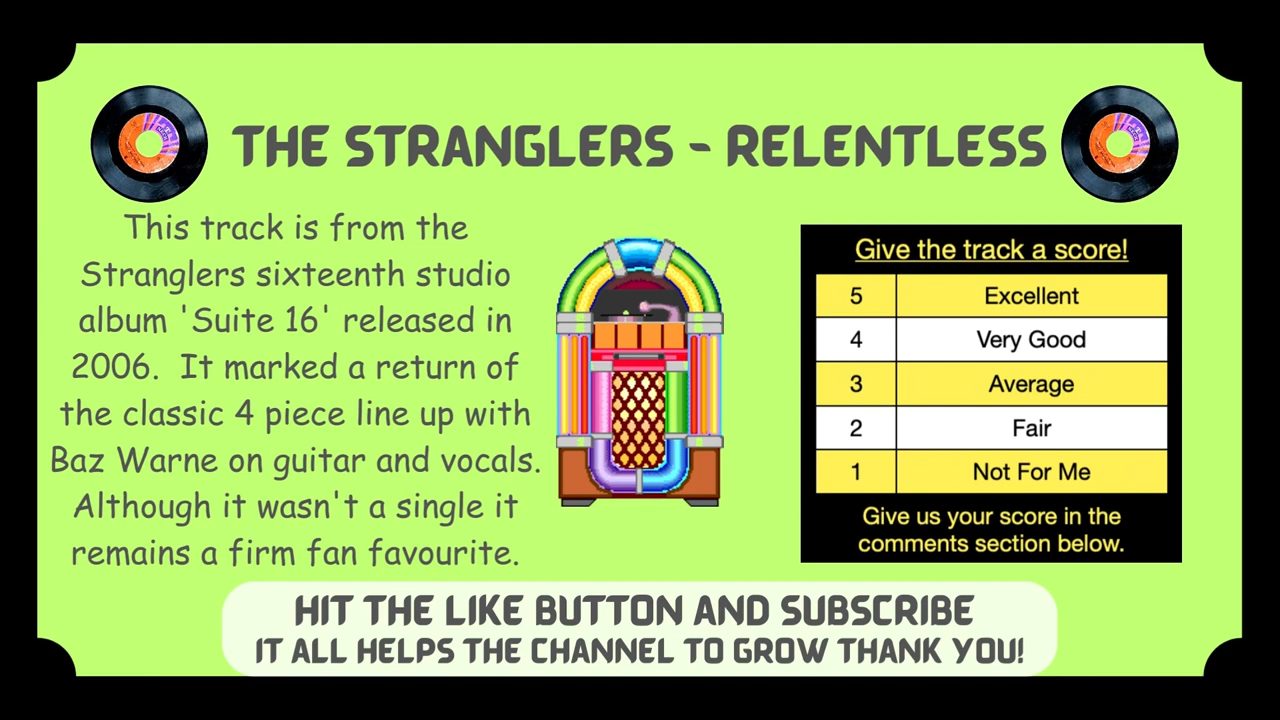 THE STRANGLERS - RELENTLESS
This track is from the
Stranglers sixteenth studio
album 'Suite 16' released in
2006. It marked a return of
the classic 4 piece line up with
Baz Warne on guitar and vocals.
Although it wasn't a single it
remains a firm fan favourite.
Give the track a score!
5 Excellent
4 Very Good
3 Average
2 Fair
1 Not For Me
Give us your score in the
comments section below.
HIT THE LIKE BUTTON AND SUBSCRIBE
IT ALL HELPS THE CHANNEL TO GROW THANK YOU!